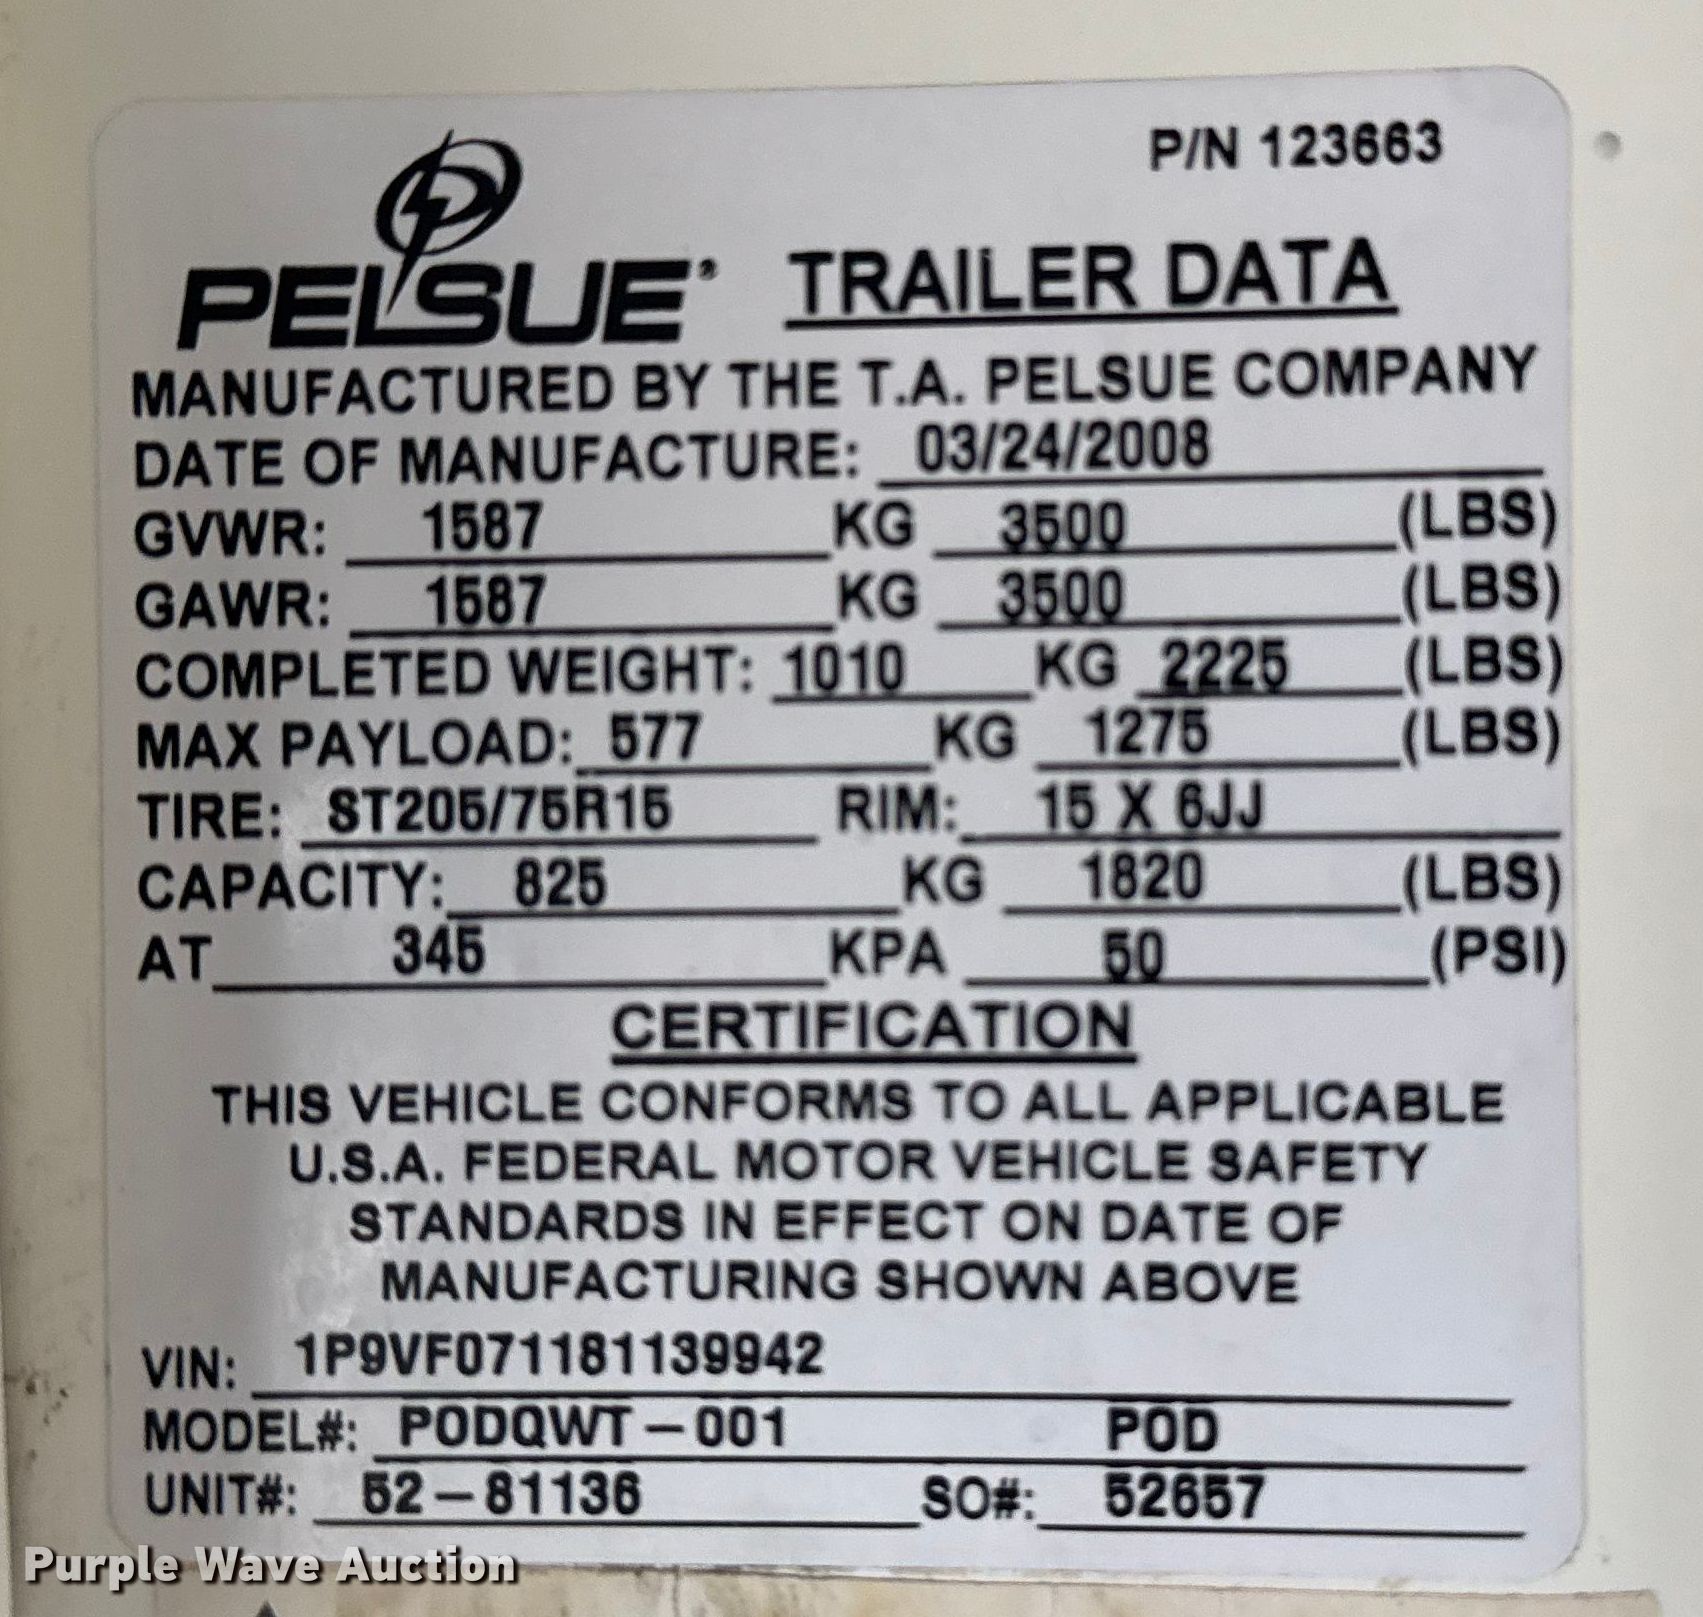 P/N 123663
PELSUE® TRAILER DATA
MANUFACTURED BY THE T.A. PELSUE COMPANY
DATE OF MANUFACTURE: 03/24/2008
GVWR: 1587 KG 3500 (LBS)
GAWR: 1587 KG 3500 (LBS)
COMPLETED WEIGHT: 1010 KG 2225 (LBS)
MAX PAYLOAD: 577 KG 1275 (LBS)
TIRE: ST205/75R15 RIM: 15 X 6JJ
CAPACITY: 825 KG 1820 (LBS)
AT 345 KPA 50 (PSI)
CERTIFICATION
THIS VEHICLE CONFORMS TO ALL APPLICABLE
U.S.A. FEDERAL MOTOR VEHICLE SAFETY
STANDARDS IN EFFECT ON DATE OF
MANUFACTURING SHOWN ABOVE
VIN: 1P9VF071181139942
MODEL#: PODQWT-001 POD
UNIT#: 52-81136 SO#: 52657
Purple Wave Auction